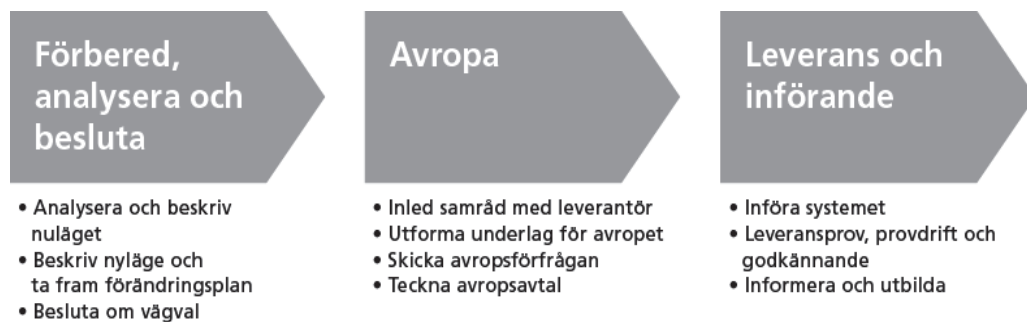 Förbered,
analysera och
besluta
• Analysera och beskriv
nuläget
• Beskriv nyläge och
ta fram förändringsplan
• Besluta om vägval
Avropa
• Inled samråd med leverantör
• Utforma underlag för avropet
• Skicka avropsförfrågan
• Teckna avropsavtal
Leverans och
införande
• Införa systemet
• Leveransprov, provdrift och
godkännande
• Informera och utbilda